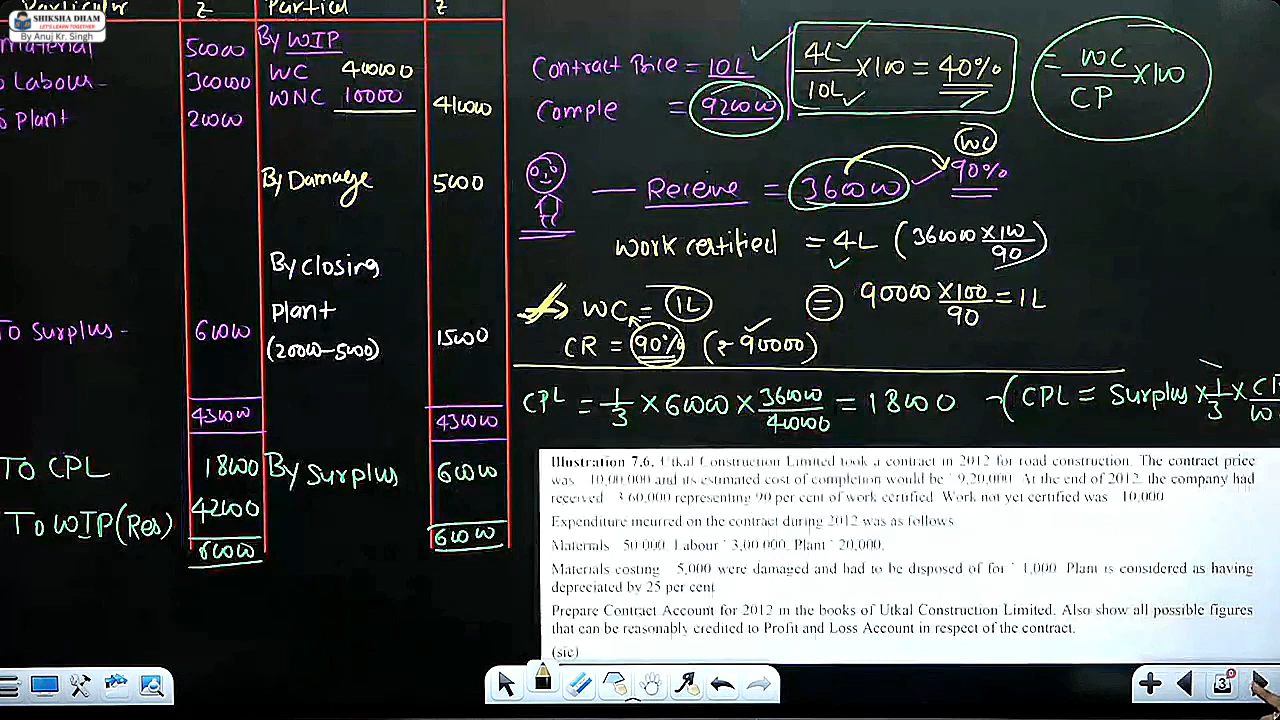 SHIKSHA DHAM
LET'S LEARN TOGETHER
By Anuj Kr. Singh
50000 By WIP
Labour 300000 WC 400000
WNC 10000 410000
Plant 20000
By Damage 5000
By closing
Plant
(20000-5000) 15000
To Surplus - 60000
430000 430000
To CPL 18000 By Surplus 60000
To WIP (Res) 42000
60000 60000
Contract Price = 10L
Comple = 920000
4L
10L ×100 = 40%
= WC
CP ×100
Receive = 360000 90% WC
Work certified = 4L (360000×100
90)
WC = 1L = 90000×100
90 = 1L
CR = 90% (₹ 90000)
CPL = 1/3 × 60000 × 360000
400000 = 18000 (CPL = Surplus × 1/3 ×
Illustration 7.6. Utkal Construction Limited took a contract in 2012 for road construction. The contract price
was ` 10,00,000 and its estimated cost of completion would be ` 9,20,000. At the end of 2012, the company had
received ` 3,60,000 representing 90 per cent of work certified. Work not yet certified was ` 10,000
Expenditure incurred on the contract during 2012 was as follows
Materials ` 50,000, Labour ` 3,00,000, Plant ` 20,000.
Materials costing ` 5,000 were damaged and had to be disposed of for ` 1,000. Plant is considered as having
depreciated by 25 per cent
Prepare Contract Account for 2012 in the books of Utkal Construction Limited. Also show all possible figures
that can be reasonably credited to Profit and Loss Account in respect of the contract.
(sic)
3